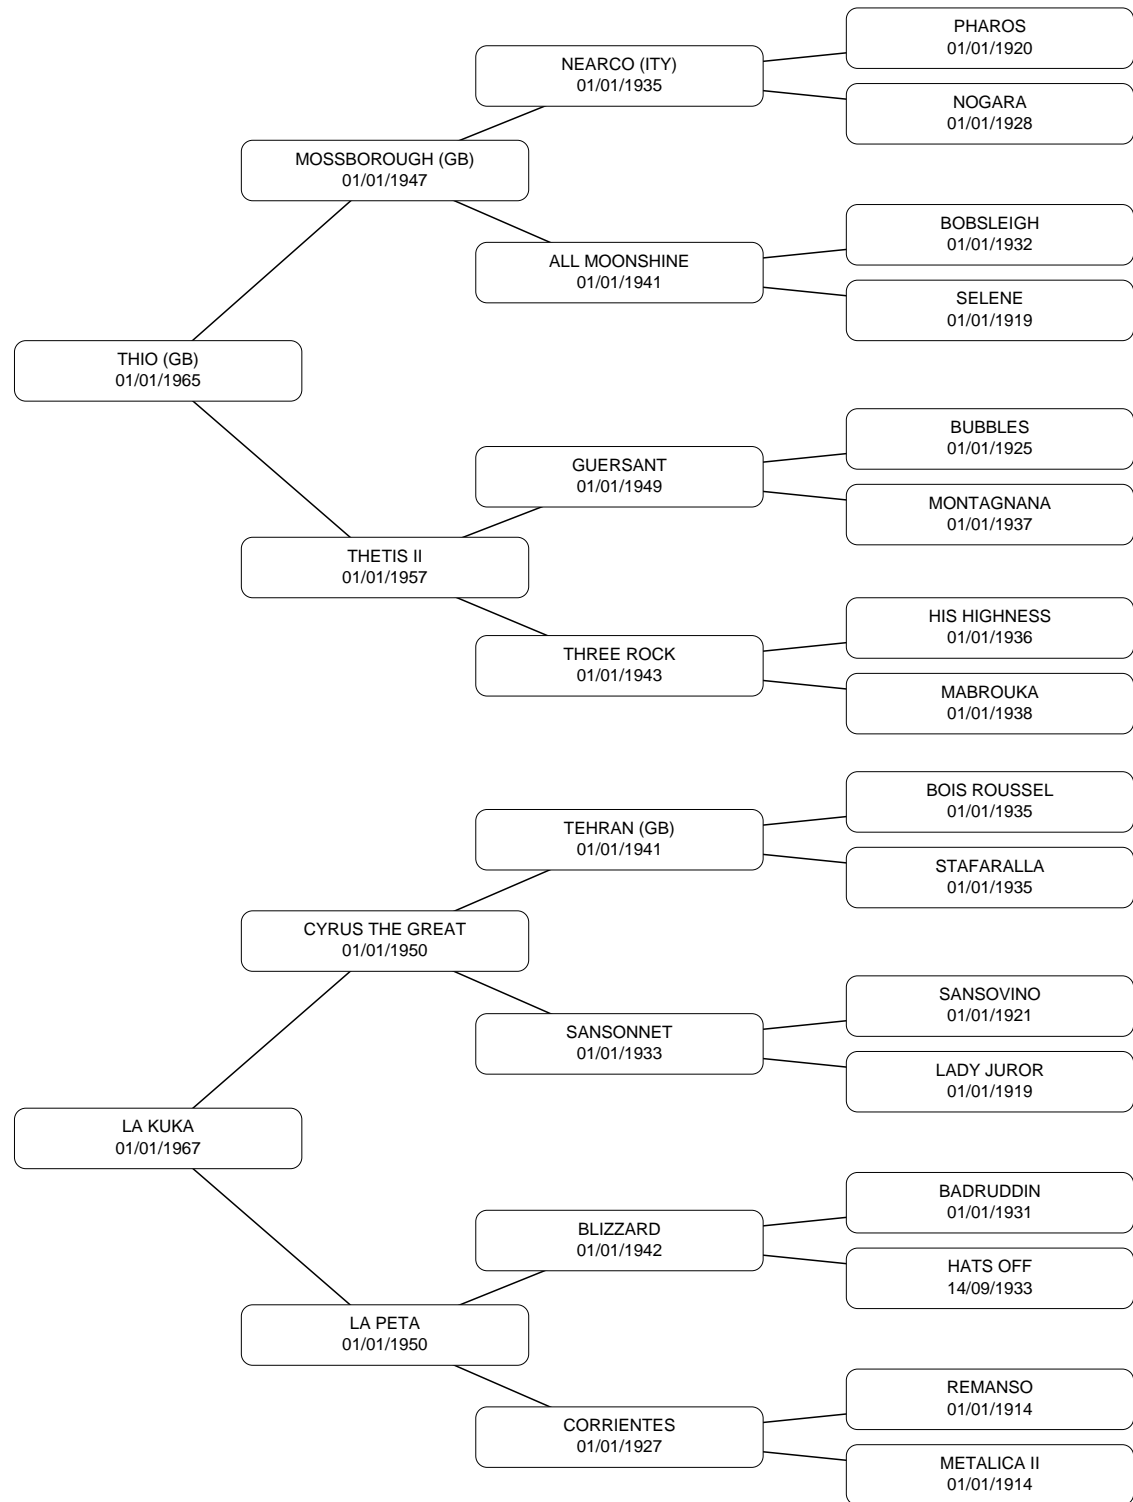 PHAROS
01/01/1920
NEARCO (ITY)
01/01/1935
NOGARA
01/01/1928
MOSSBOROUGH (GB)
01/01/1947
BOBSLEIGH
01/01/1932
ALL MOONSHINE
01/01/1941
SELENE
01/01/1919
THIO (GB)
01/01/1965
BUBBLES
01/01/1925
GUERSANT
01/01/1949
MONTAGNANA
01/01/1937
THETIS II
01/01/1957
HIS HIGHNESS
01/01/1936
THREE ROCK
01/01/1943
MABROUKA
01/01/1938
BOIS ROUSSEL
01/01/1935
TEHRAN (GB)
01/01/1941
STAFARALLA
01/01/1935
CYRUS THE GREAT
01/01/1950
SANSOVINO
01/01/1921
SANSONNET
01/01/1933
LADY JUROR
01/01/1919
LA KUKA
01/01/1967
BADRUDDIN
01/01/1931
BLIZZARD
01/01/1942
HATS OFF
14/09/1933
LA PETA
01/01/1950
REMANSO
01/01/1914
CORRIENTES
01/01/1927
METALICA II
01/01/1914